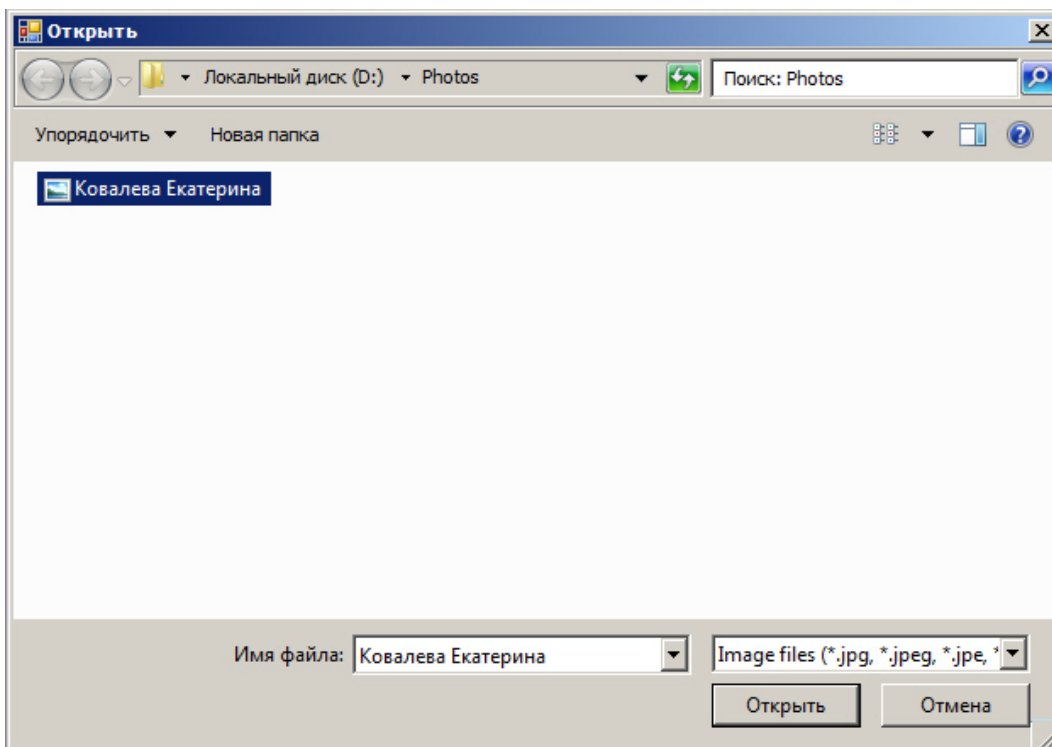 Открыть
Локальный диск (D:) Photos
Поиск: Photos
Упорядочить Новая папка
Ковалева Екатерина
Имя файла: Ковалева Екатерина
Image files (*.jpg, *.jpeg, *.jpe, *
Открыть Отмена